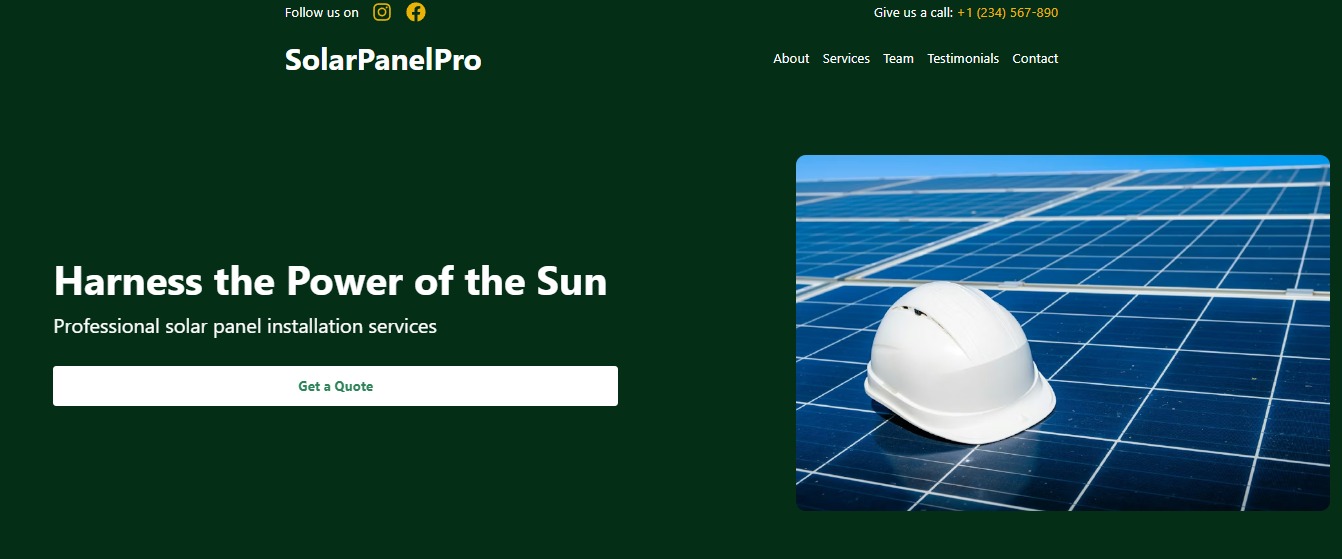 Follow us on
Give us a call: +1 (234) 567-890
SolarPanelPro
About Services Team Testimonials Contact
Harness the Power of the Sun
Professional solar panel installation services
Get a Quote